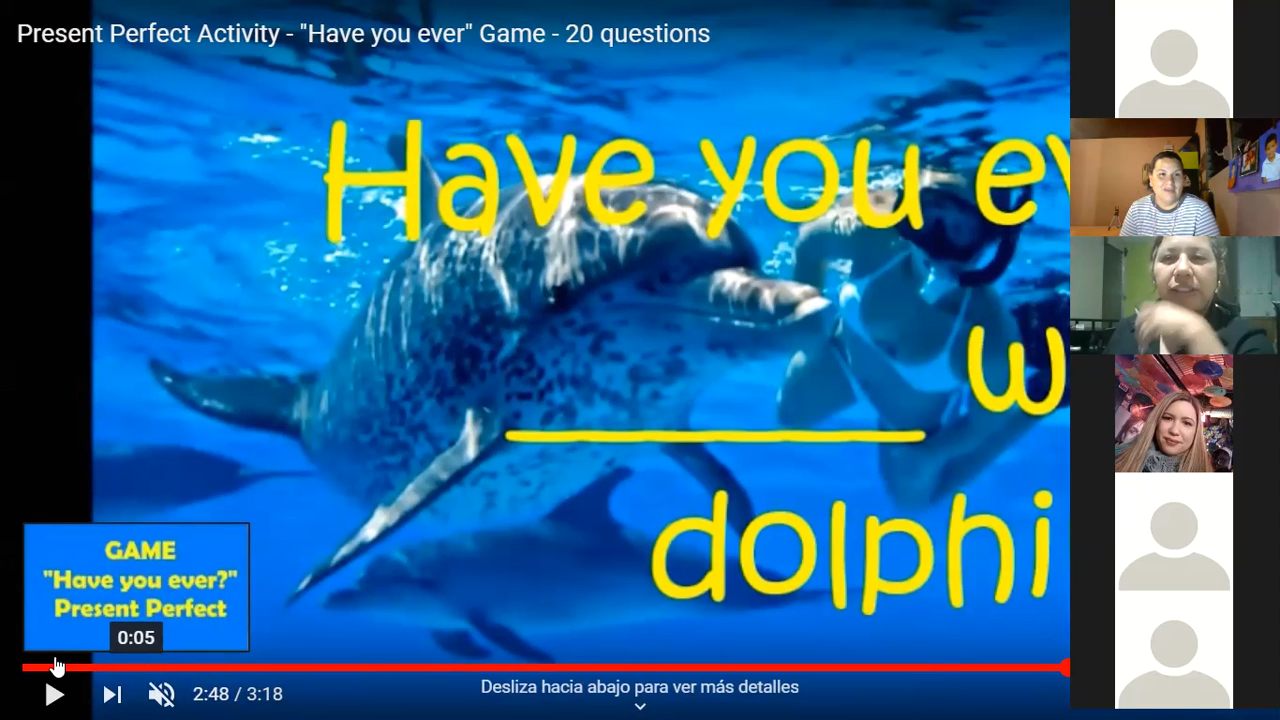 Present Perfect Activity - "Have you ever" Game - 20 questions
Have you ev
w
dolphi
GAME
"Have you ever?"
Present Perfect
0:05
2:48 / 3:18
Desliza hacia abajo para ver más detalles